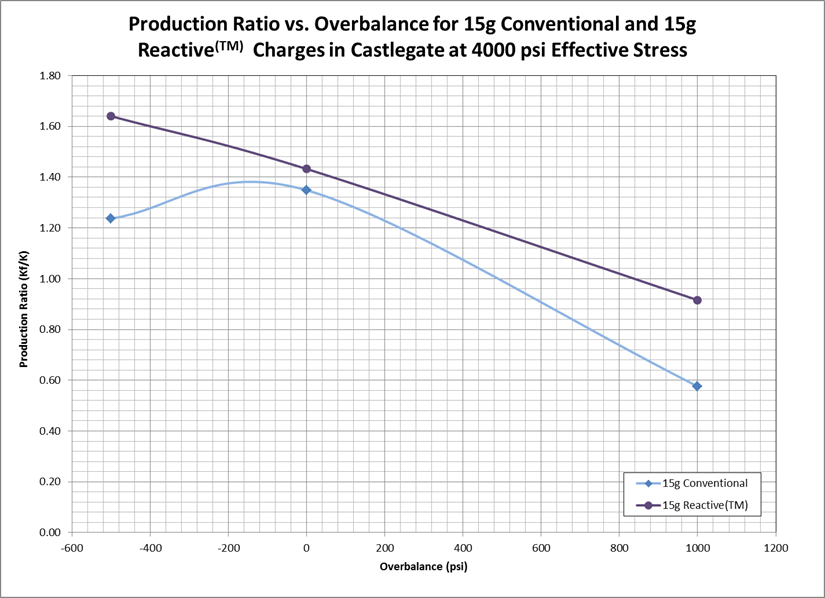 Production Ratio vs. Overbalance for 15g Conventional and 15g
Reactive(TM) Charges in Castlegate at 4000 psi Effective Stress
1.80
1.60
1.40
1.20
1.00
0.80
0.60
0.40
0.20
0.00
Production Ratio (Kf/K)
15g Conventional
15g Reactive(TM)
-600 -400 -200 0 200 400 600 800 1000 1200
Overbalance (psi)